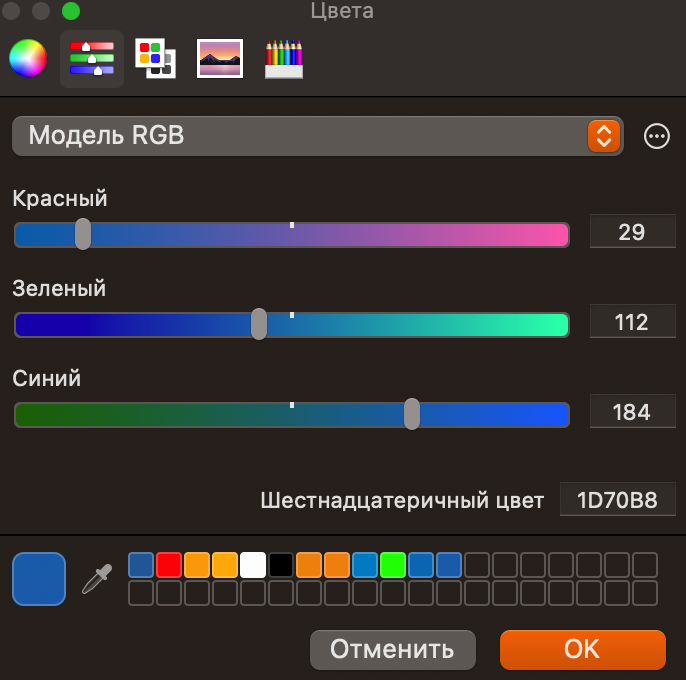 Цвета
Модель RGB
Красный
29
Зеленый
112
Синий
184
Шестнадцатеричный цвет 1D70B8
Отменить
OK